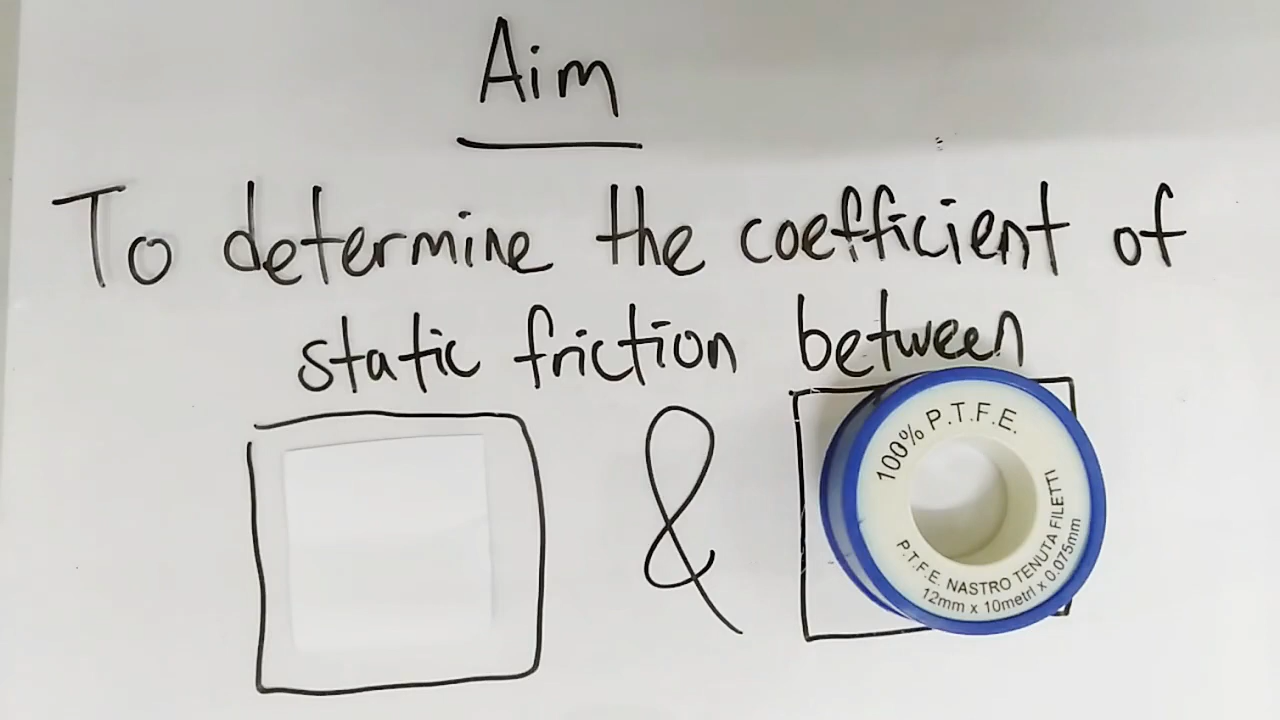 Aim
To determine the coefficient of
static friction between
&
100% P.T.F.E.
P.T.F.E. NASTRO TENUTA FILETTI
12mm x 10metri x 0.075mm